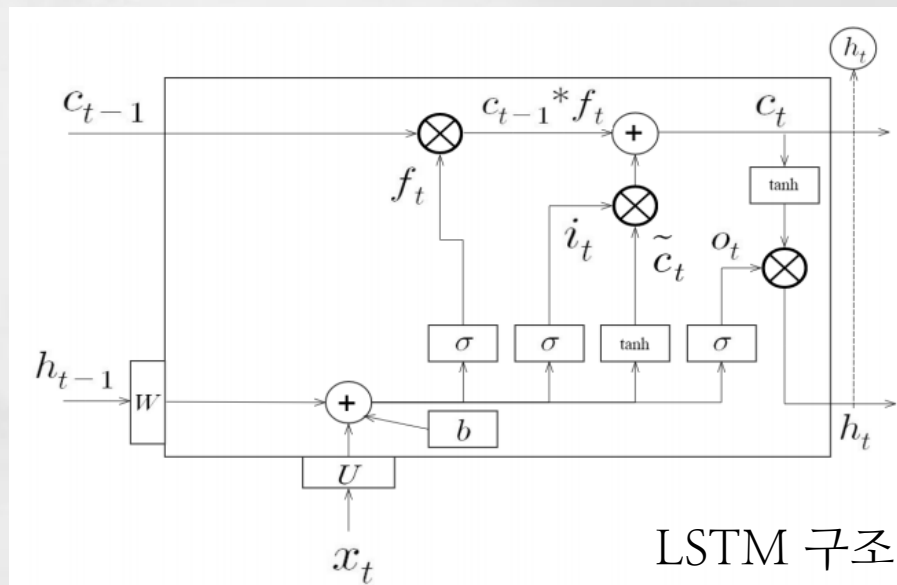 h_t
c_{t-1}
c_{t-1}*f_t
+
c_t
tanh
f_t
i_t
c̃_t
o_t
σ
σ
tanh
σ
h_{t-1}
W
+
b
h_t
U
x_t
LSTM 구조